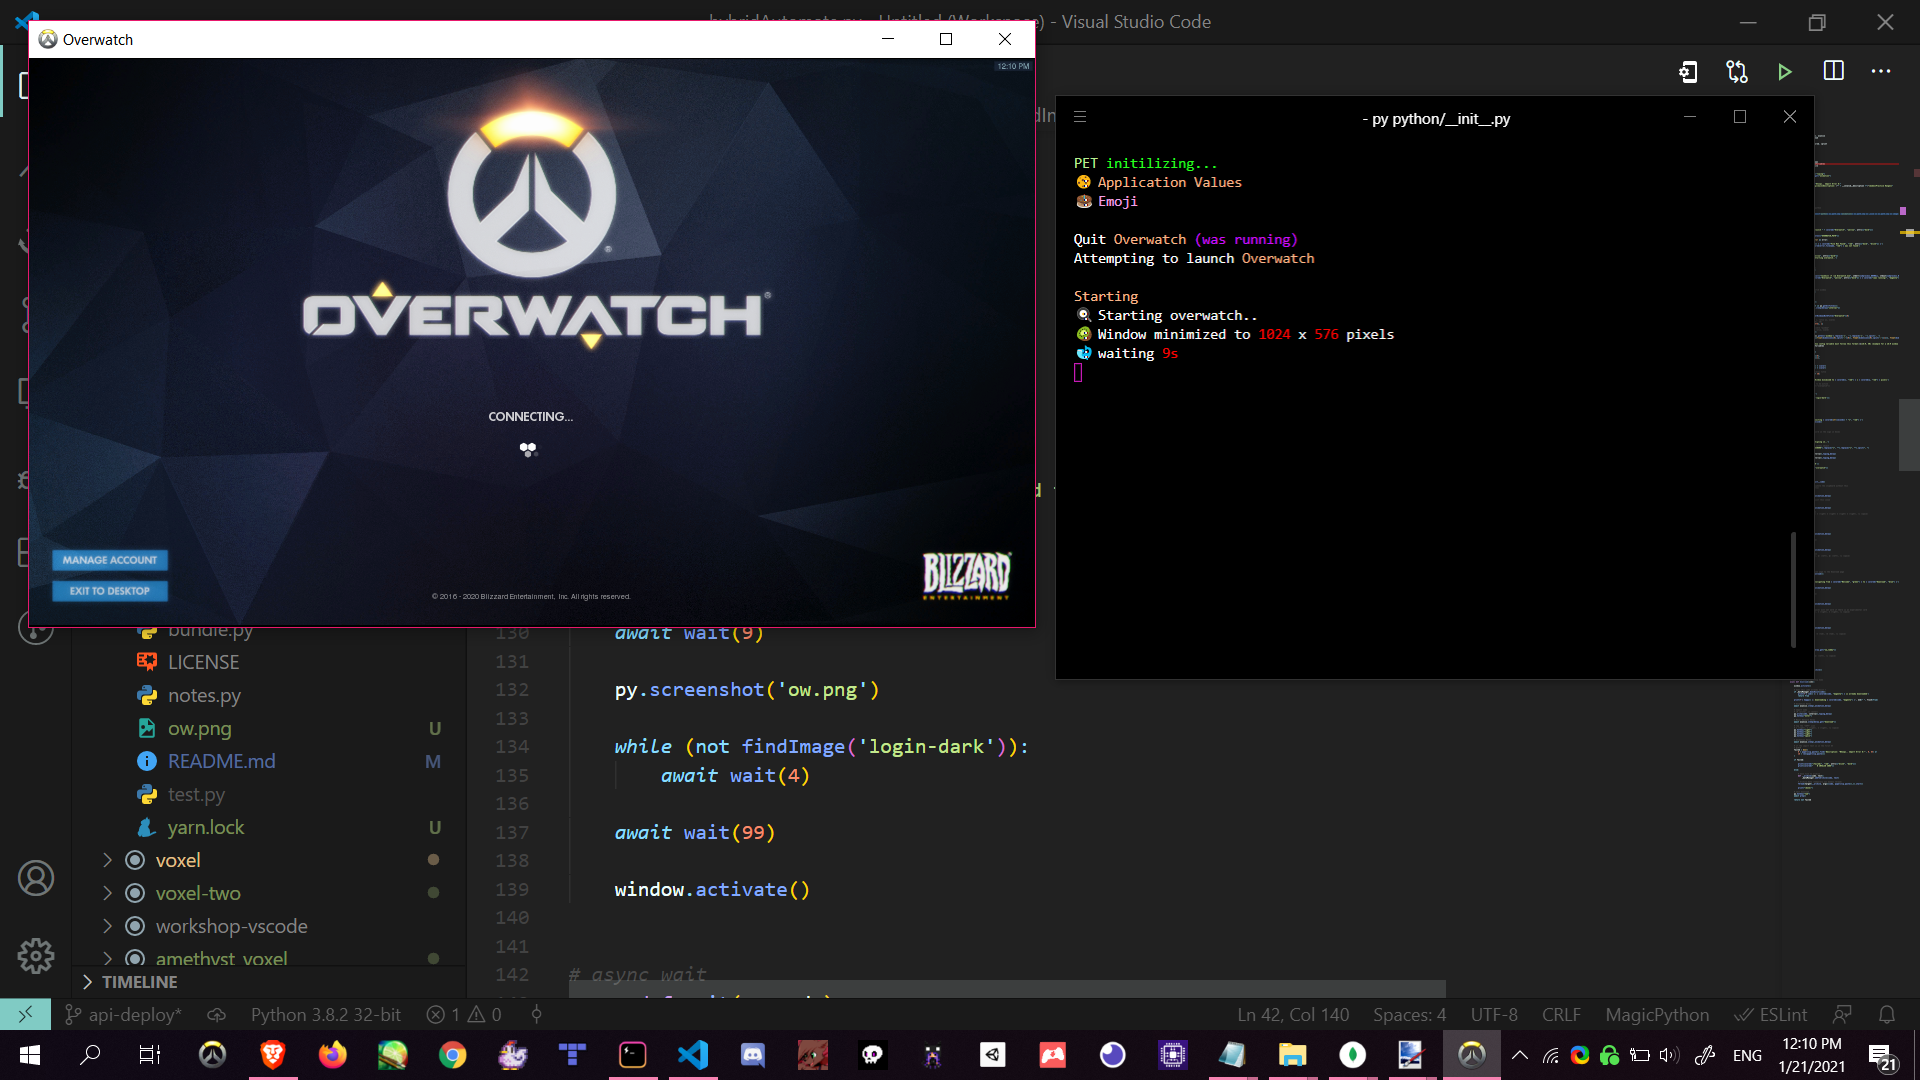 - Untitled (Workspace) - Visual Studio Code
Overwatch
12:10 PM
OVERWATCH
CONNECTING...
MANAGE ACCOUNT
EXIT TO DESKTOP
© 2016 - 2020 Blizzard Entertainment, Inc. All rights reserved.
BLIZZARD
ENTERTAINMENT
- py python/__init__.py
PET initilizing...
Application Values
Emoji
Quit Overwatch (was running)
Attempting to launch Overwatch
Starting
Starting overwatch..
Window minimized to 1024 x 576 pixels
waiting 9s
bundle.py
LICENSE
notes.py
ow.png U
README.md M
test.py
yarn.lock U
voxel
voxel-two
workshop-vscode
amethyst_voxel
TIMELINE
130 await wait(9)
131
132 py.screenshot('ow.png')
133
134 while (not findImage('login-dark')):
135 await wait(4)
136
137 await wait(99)
138
139 window.activate()
140
141
142 # async wait
api-deploy* Python 3.8.2 32-bit 1 0 Ln 42, Col 140 Spaces: 4 UTF-8 CRLF MagicPython ESLint
ENG 12:10 PM
1/21/2021
21